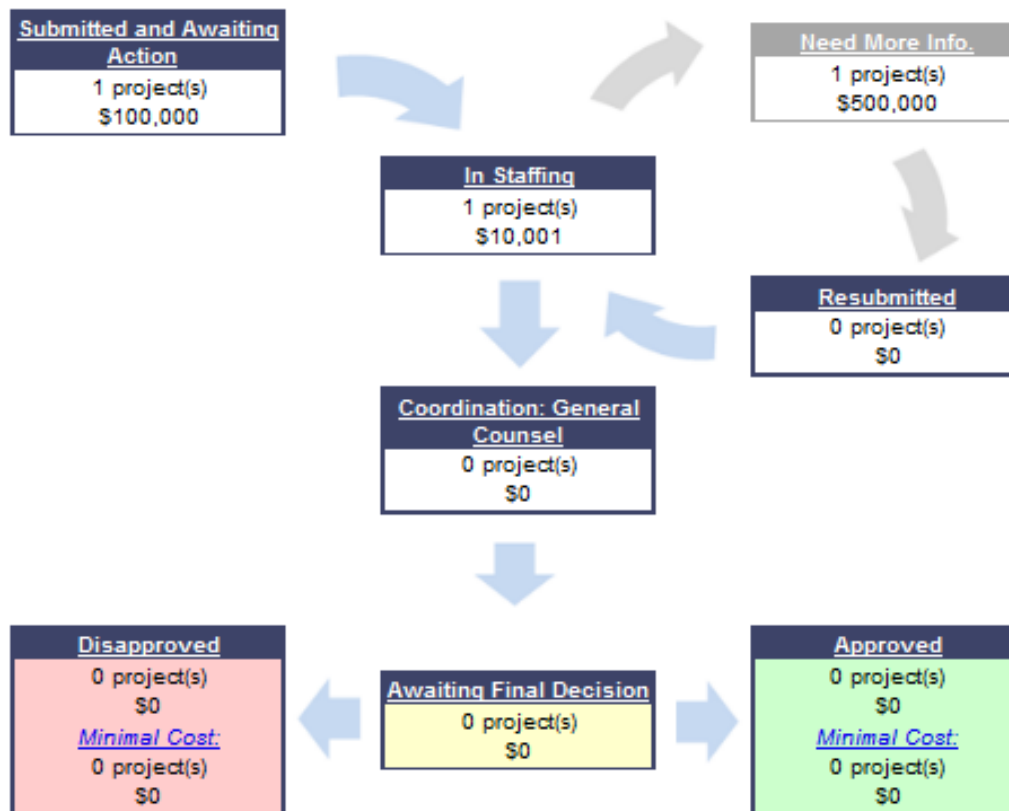 Submitted and Awaiting
Action
1 project(s)
$100,000
Need More Info.
1 project(s)
$500,000
In Staffing
1 project(s)
$10,001
Resubmitted
0 project(s)
$0
Coordination: General
Counsel
0 project(s)
$0
Disapproved
0 project(s)
$0
Minimal Cost:
0 project(s)
$0
Awaiting Final Decision
0 project(s)
$0
Approved
0 project(s)
$0
Minimal Cost:
0 project(s)
$0